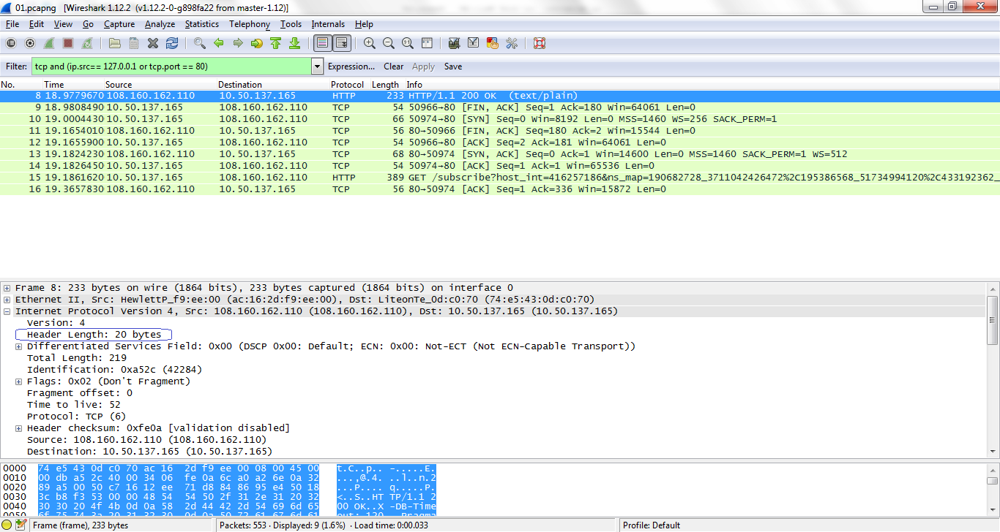 01.pcapng [Wireshark 1.12.2 (v1.12.2-0-g898fa22 from master-1.12)]
File Edit View Go Capture Analyze Statistics Telephony Tools Internals Help
Filter: tcp and (ip.src== 127.0.0.1 or tcp.port == 80) Expression... Clear Apply Save
No. Time Source Destination Protocol Length Info
8 18.9779670 108.160.162.110 10.50.137.165 HTTP 233 HTTP/1.1 200 OK (text/plain)
9 18.9808490 10.50.137.165 108.160.162.110 TCP 54 50966→80 [FIN, ACK] Seq=1 Ack=180 Win=64061 Len=0
10 19.0004430 10.50.137.165 108.160.162.110 TCP 66 50974→80 [SYN] Seq=0 Win=8192 Len=0 MSS=1460 WS=256 SACK_PERM=1
11 19.1654010 108.160.162.110 10.50.137.165 TCP 56 80→50966 [FIN, ACK] Seq=180 Ack=2 Win=15544 Len=0
12 19.1655900 10.50.137.165 108.160.162.110 TCP 54 50966→80 [ACK] Seq=2 Ack=181 Win=64061 Len=0
13 19.1824230 108.160.162.110 10.50.137.165 TCP 68 80→50974 [SYN, ACK] Seq=0 Ack=1 Win=14600 Len=0 MSS=1460 SACK_PERM=1 WS=512
14 19.1826450 10.50.137.165 108.160.162.110 TCP 54 50974→80 [ACK] Seq=1 Ack=1 Win=65536 Len=0
15 19.1861620 10.50.137.165 108.160.162.110 HTTP 389 GET /subscribe?host_int=416257186&ns_map=190682728_3711042426472%2C195386568_51734994120%2C433192362_
16 19.3657830 108.160.162.110 10.50.137.165 TCP 56 80→50974 [ACK] Seq=1 Ack=336 Win=15872 Len=0
Frame 8: 233 bytes on wire (1864 bits), 233 bytes captured (1864 bits) on interface 0
Ethernet II, Src: HewlettP_f9:ee:00 (ac:16:2d:f9:ee:00), Dst: LiteonTe_0d:c0:70 (74:e5:43:0d:c0:70)
Internet Protocol Version 4, Src: 108.160.162.110 (108.160.162.110), Dst: 10.50.137.165 (10.50.137.165)
Version: 4
Header Length: 20 bytes
Differentiated Services Field: 0x00 (DSCP 0x00: Default; ECN: 0x00: Not-ECT (Not ECN-Capable Transport))
Total Length: 219
Identification: 0xa52c (42284)
Flags: 0x02 (Don't Fragment)
Fragment offset: 0
Time to live: 52
Protocol: TCP (6)
Header checksum: 0xfe0a [validation disabled]
Source: 108.160.162.110 (108.160.162.110)
Destination: 10.50.137.165 (10.50.137.165)
0000 74 e5 43 0d c0 70 ac 16 2d f9 ee 00 08 00 45 00 t.C..p.. -.....E.
0010 00 db a5 2c 40 00 34 06 fe 0a 6c a0 a2 6e 0a 32 ...,@.4. ..l..n.2
0020 89 a5 00 50 c7 16 12 ee 71 d8 84 86 95 e4 50 18 ...P.... q.....P.
0030 3c b8 f3 53 00 00 48 54 54 50 2f 31 2e 31 20 32 <..S..HT TP/1.1 2
0040 30 30 20 4f 4b 0d 0a 58 2d 44 42 2d 54 69 6d 65 00 OK..X -DB-Time
0050 6f 75 74 3a 20 31 32 30 0d 0a 50 72 61 67 6d 61 out: 120 ..Pragma
Frame (frame), 233 bytes Packets: 553 · Displayed: 9 (1.6%) · Load time: 0:00.033 Profile: Default